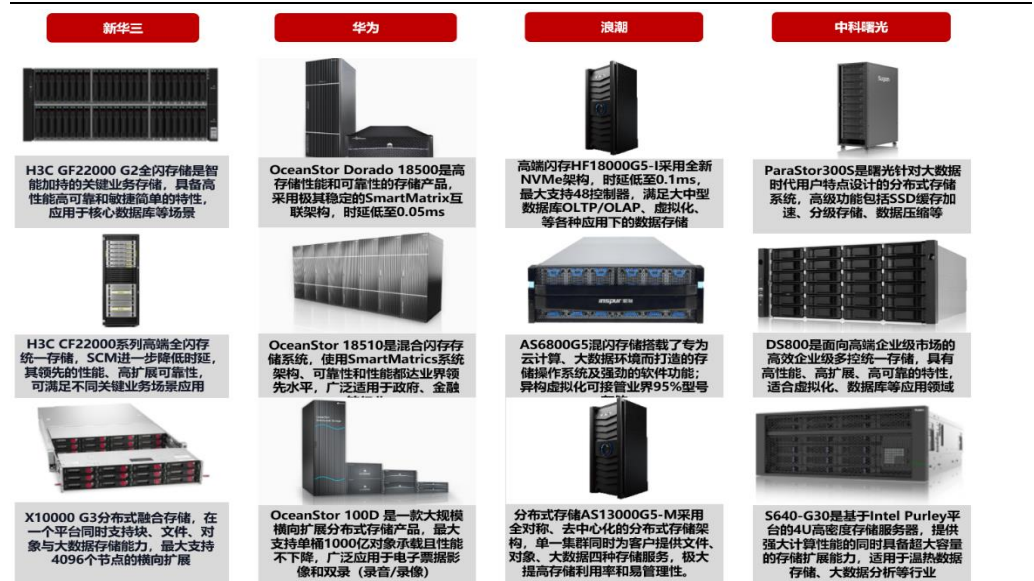 新华三
华为
浪潮
中科曙光
H3C GF22000 G2全闪存储是智
能加持的关键业务存储，具备高
性能高可靠和敏捷简单的特性，
应用于核心数据库等场景
OceanStor Dorado 18500是高
存储性能和可靠性的存储产品，
采用极其稳定的SmartMatrix互
联架构，时延低至0.05ms
高端闪存HF18000G5-I采用全新
NVMe架构，时延低至0.1ms，
最大支持48控制器，满足大中型
数据库OLTP/OLAP、虚拟化、
等各种应用下的数据存储
ParaStor300S是曙光针对大数据
时代用户特点设计的分布式存储
系统，高级功能包括SSD缓存加
速、分级存储、数据压缩等
H3C CF22000系列高端全闪存
统一存储，SCM进一步降低时延，
其领先的性能、高扩展可靠性，
可满足不同关键业务场景应用
OceanStor 18510是混合闪存存
储系统，使用SmartMatrics系统
架构、可靠性和性能都达业界领
先水平，广泛适用于政府、金融
inspur 浪潮
AS6800G5混闪存储搭载了专为
云计算、大数据环境而打造的存
储操作系统及强劲的软件功能；
异构虚拟化可接管业界95%型号
DS800是面向高端企业级市场的
高效企业级多控统一存储，具有
高性能、高扩展、高可靠的特性，
适合虚拟化、数据库等应用领域
X10000 G3分布式融合存储，在
一个平台同时支持块、文件、对
象与大数据存储能力，最大支持
4096个节点的横向扩展
OceanStor 100D 是一款大规模
横向扩展分布式存储产品，最大
支持单桶1000亿对象承载且性能
不下降，广泛应用于电子票据影
像和双录（录音/录像）
分布式存储AS13000G5-M采用
全对称、去中心化的分布式存储架
构，单一集群同时为客户提供文件、
对象、大数据四种存储服务，极大
提高存储利用率和易管理性。
S640-G30是基于Intel Purley平
台的4U高密度存储服务器，提供
强大计算性能的同时具备超大容量
的存储扩展能力，适用于温热数据
存储、大数据分析等行业